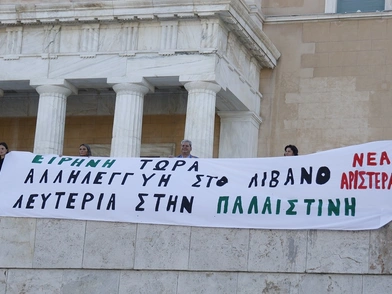 ΕΙΡΗΝΗ ΤΩΡΑ
ΑΛΛΗΛΕΓΓΥΗ ΣΤΟ ΛΙΒΑΝΟ
ΛΕΥΤΕΡΙΑ ΣΤΗΝ ΠΑΛΑΙΣΤΙΝΗ
ΝΕΑ
ΑΡΙΣΤΕΡΑ